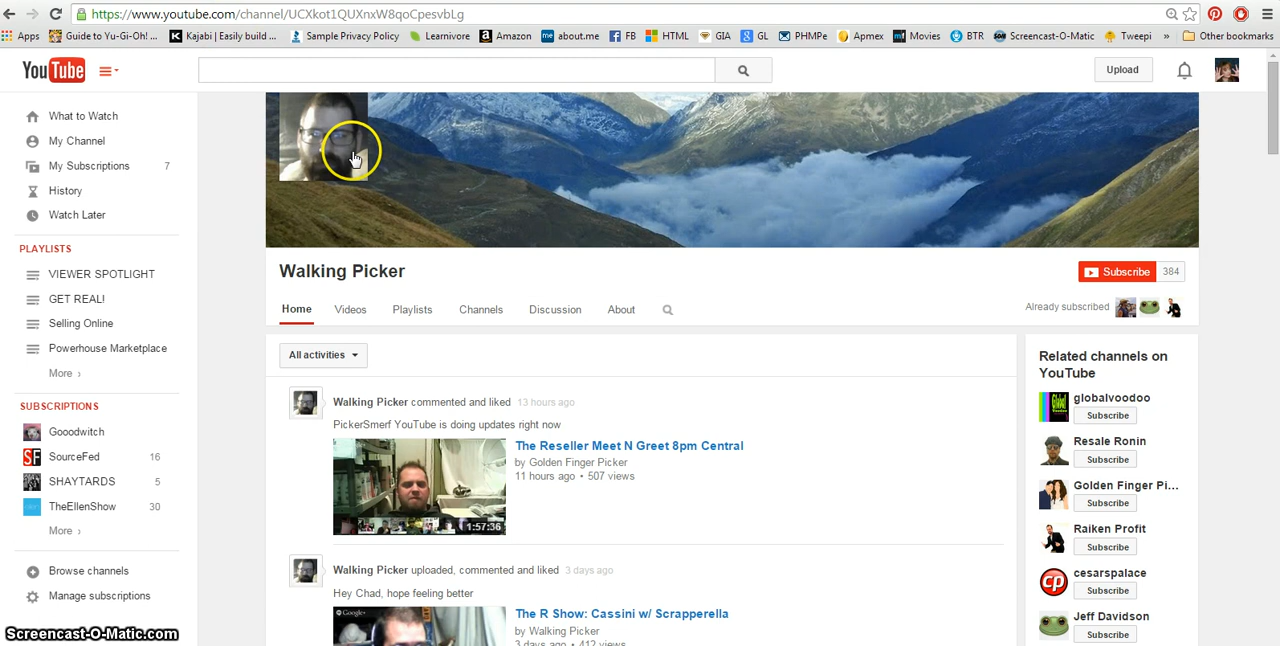 https://www.youtube.com/channel/UCXkot1QUXnxW8qoCpesvbLg
Apps Guide to Yu-Gi-Oh! ... Kajabi | Easily build ... Sample Privacy Policy Learnivore Amazon about.me FB HTML GIA GL PHMPe Apmex Movies BTR Screencast-O-Matic Tweepi » Other bookmarks
YouTube
Upload
What to Watch
My Channel
My Subscriptions 7
History
Watch Later
PLAYLISTS
VIEWER SPOTLIGHT
GET REAL!
Selling Online
Powerhouse Marketplace
More ›
SUBSCRIPTIONS
Gooodwitch
SourceFed 16
SHAYTARDS 5
TheEllenShow 30
More ›
Browse channels
Manage subscriptions
Walking Picker
Subscribe 384
Home Videos Playlists Channels Discussion About
Already subscribed
All activities
Walking Picker commented and liked 13 hours ago
PickerSmerf YouTube is doing updates right now
The Reseller Meet N Greet 8pm Central
by Golden Finger Picker
11 hours ago • 507 views
1:57:36
Walking Picker uploaded, commented and liked 3 days ago
Hey Chad, hope feeling better
Google+
The R Show: Cassini w/ Scrapperella
by Walking Picker
3 days ago • 412 views
Related channels on
YouTube
globalvoodoo
Subscribe
Resale Ronin
Subscribe
Golden Finger Pi...
Subscribe
Raiken Profit
Subscribe
cesarspalace
Subscribe
Jeff Davidson
Subscribe
Screencast-O-Matic.com